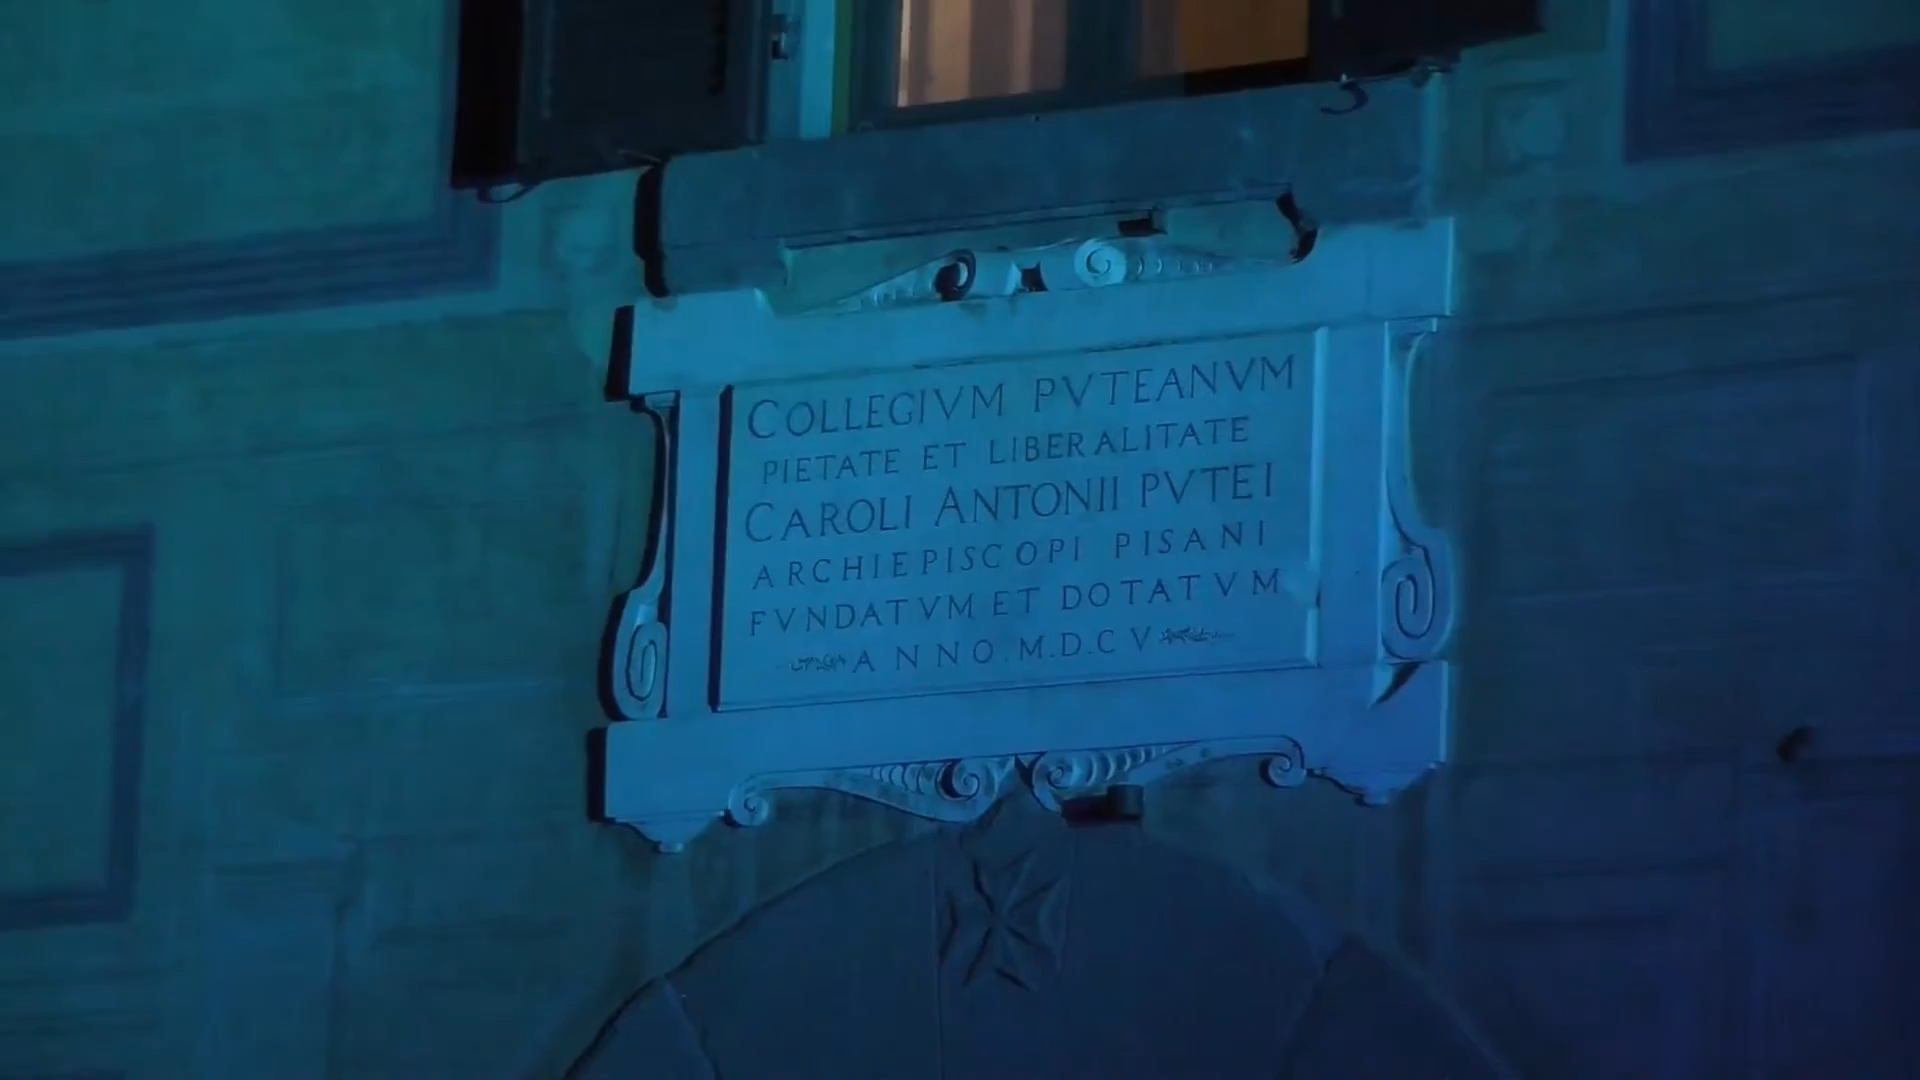 COLLEGIVM PVTEANVM
PIETATE ET LIBERALITATE
CAROLI ANTONII PVTEI
ARCHIEPISCOPI PISANI
FVNDATVM ET DOTATVM
ANNO.M.D.C V